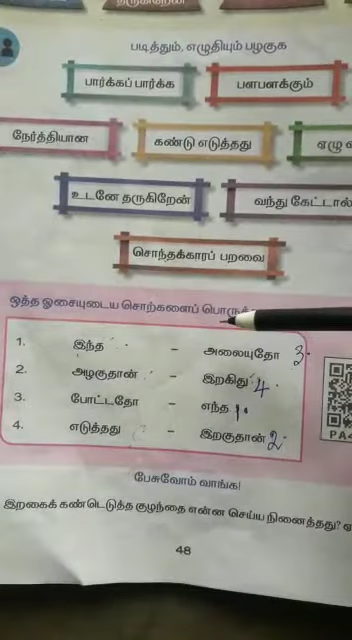 தருகிறேன்
படித்தும், எழுதியும் பழகுக
பார்க்கப் பார்க்க பளபளக்கும்
நேர்த்தியான கண்டு எடுத்தது ஏழு
உடனே தருகிறேன் வந்து கேட்டால்
சொந்தக்காரப் பறவை
ஒத்த ஓசையுடைய சொற்களைப்
1. இந்த - அலையுதோ 3.
2. அழகுதான் - இறகிது 4.
3. போட்டதோ - எந்த 1.
4. எடுத்தது - இறகுதான் 2.
பேசுவோம் வாங்க!
இறகைக் கண்டெடுத்த குழந்தை என்ன செய்ய நினைத்தது?
48